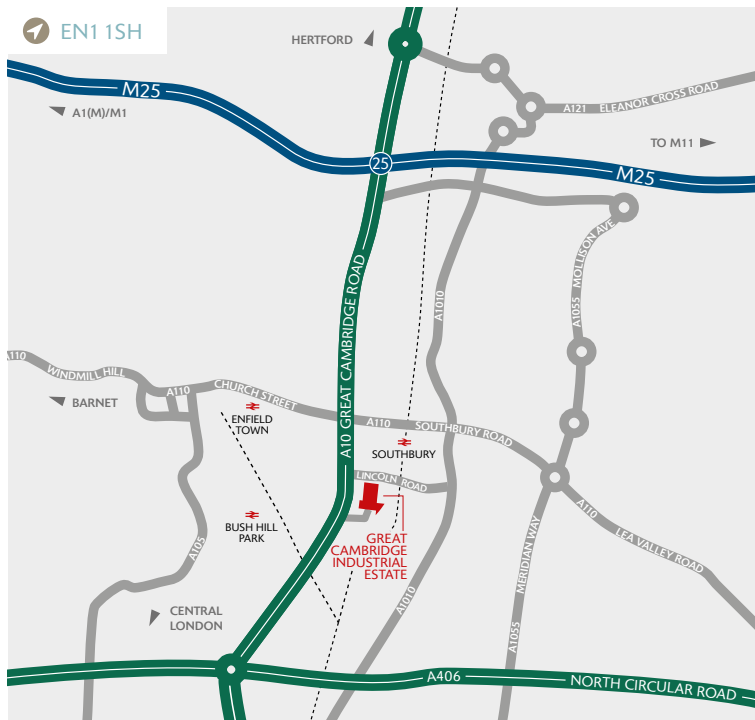 EN1 1SH
HERTFORD
M25
A1(M)/M1
A121 ELEANOR CROSS ROAD
TO M11
25
M25
MOLLISON AVE
A1055
A1010
A10 GREAT CAMBRIDGE ROAD
A110
WINDMILL HILL
A110
CHURCH STREET
BARNET
ENFIELD
TOWN
A110
SOUTHBURY ROAD
SOUTHBURY
LINCOLN ROAD
BUSH HILL
PARK
GREAT
CAMBRIDGE
INDUSTRIAL
ESTATE
A110
LEA VALLEY ROAD
A105
MERIDIAN WAY
A1055
A1010
CENTRAL
LONDON
A406
NORTH CIRCULAR ROAD